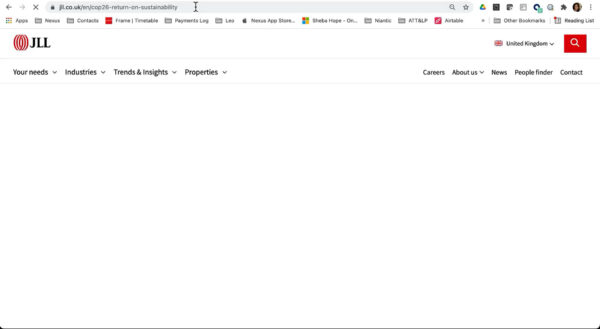 jll.co.uk/en/cop26-return-on-sustainability
Apps Nexus Contacts Frame | Timetable Payments Log Leo Nexus App Store... Sheba Hope - On... Niantic ATT&LP Airtable » Other Bookmarks Reading List
JLL United Kingdom
Your needs Industries Trends & Insights Properties Careers About us News People finder Contact